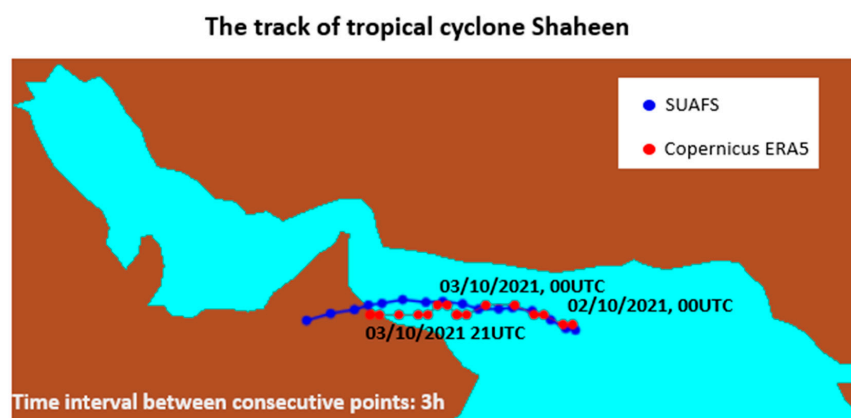 The track of tropical cyclone Shaheen
SUAFS
Copernicus ERA5
03/10/2021, 00UTC
02/10/2021, 00UTC
03/10/2021 21UTC
Time interval between consecutive points: 3h